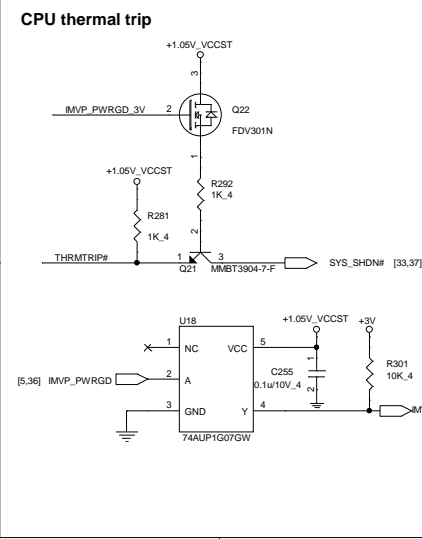 CPU thermal trip
+1.05V_VCCST
3
IMVP_PWRGD_3V
2
Q22
FDV301N
1
+1.05V_VCCST
R292
1K_4
R281
1K_4
2
THRMTRIP#
1
3
SYS_SHDN# [33,37]
Q21
MMBT3904-7-F
U18
+1.05V_VCCST
+3V
1
NC
VCC
5
1
R301
10K_4
C255
0.1u/10V_4
[5,36] IMVP_PWRGD
2
A
2
3
GND
Y
4
74AUP1G07GW